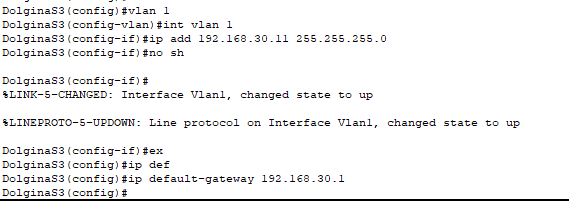 DolginaS3(config)#vlan 1
DolginaS3(config-vlan)#int vlan 1
DolginaS3(config-if)#ip add 192.168.30.11 255.255.255.0
DolginaS3(config-if)#no sh
DolginaS3(config-if)#
%LINK-5-CHANGED: Interface Vlan1, changed state to up
%LINEPROTO-5-UPDOWN: Line protocol on Interface Vlan1, changed state to up
DolginaS3(config-if)#ex
DolginaS3(config)#ip def
DolginaS3(config)#ip default-gateway 192.168.30.1
DolginaS3(config)#